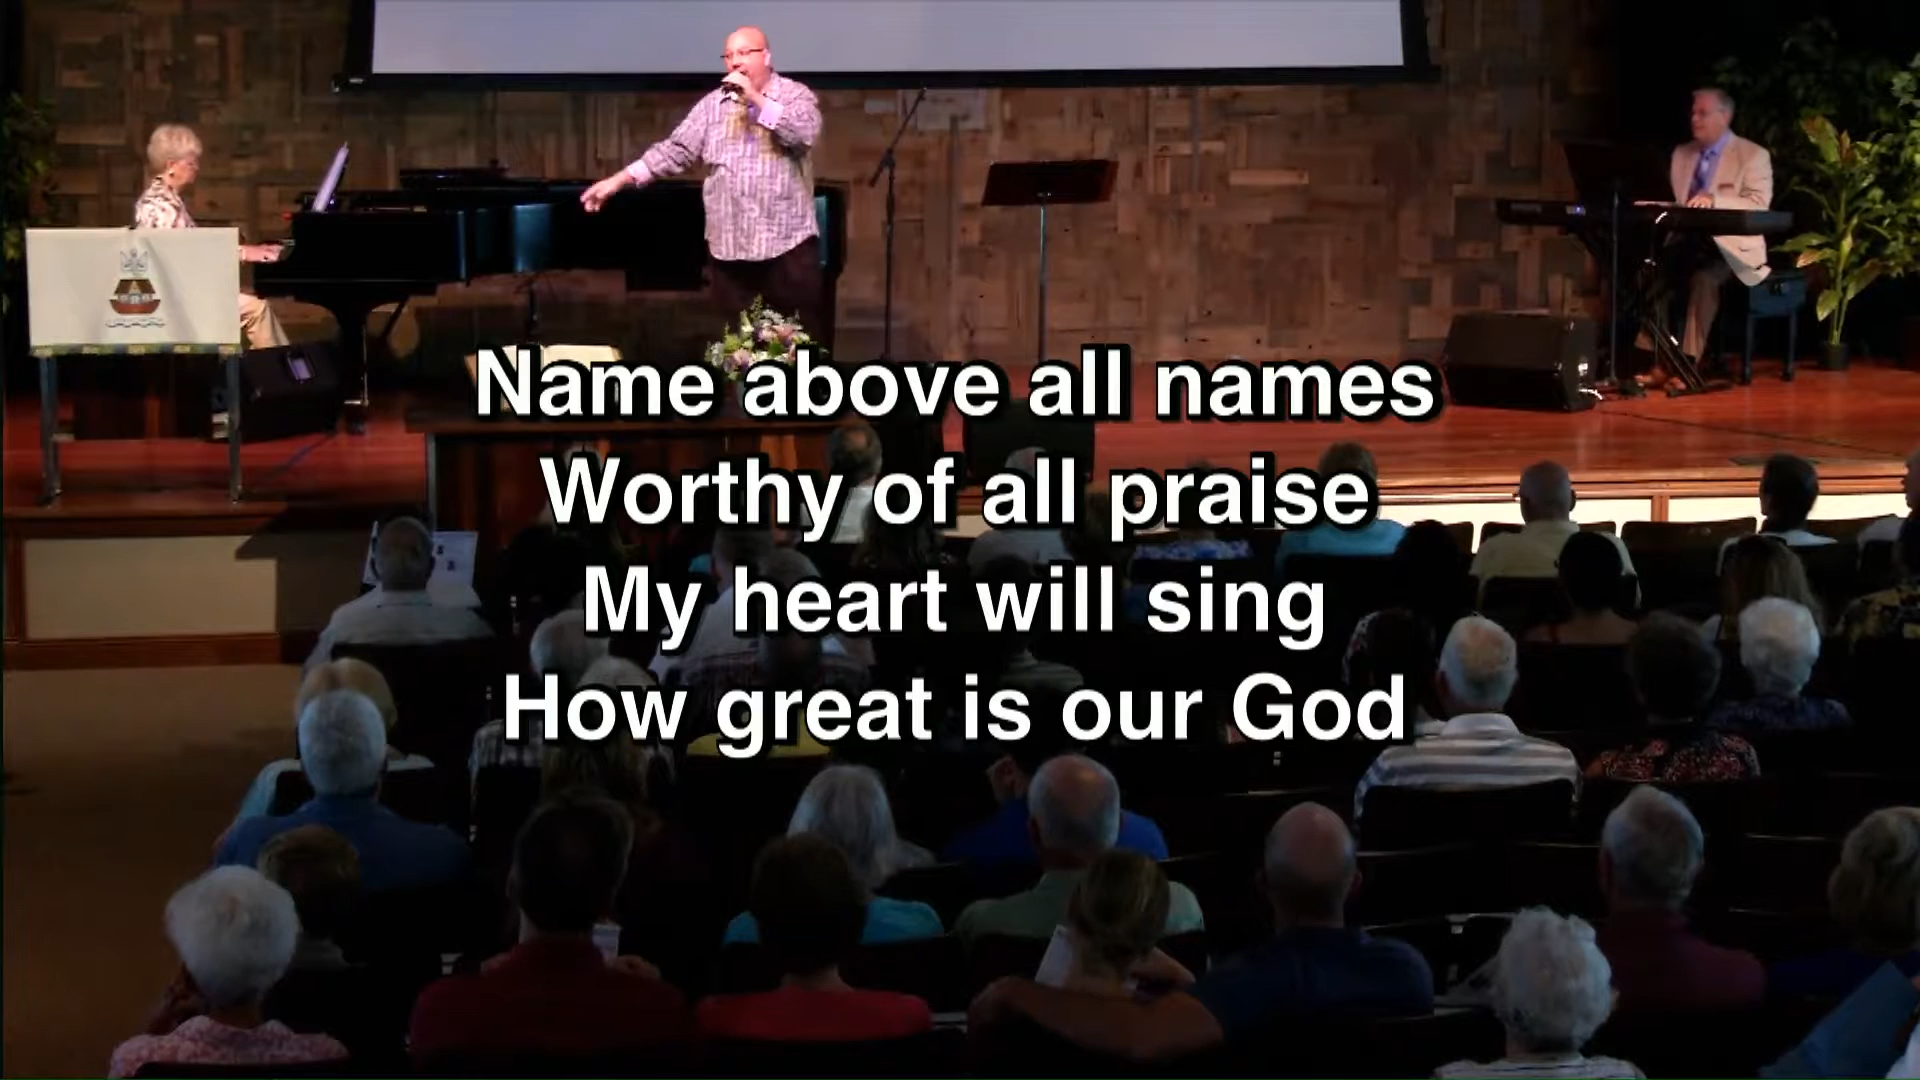 Name above all names
Worthy of all praise
My heart will sing
How great is our God